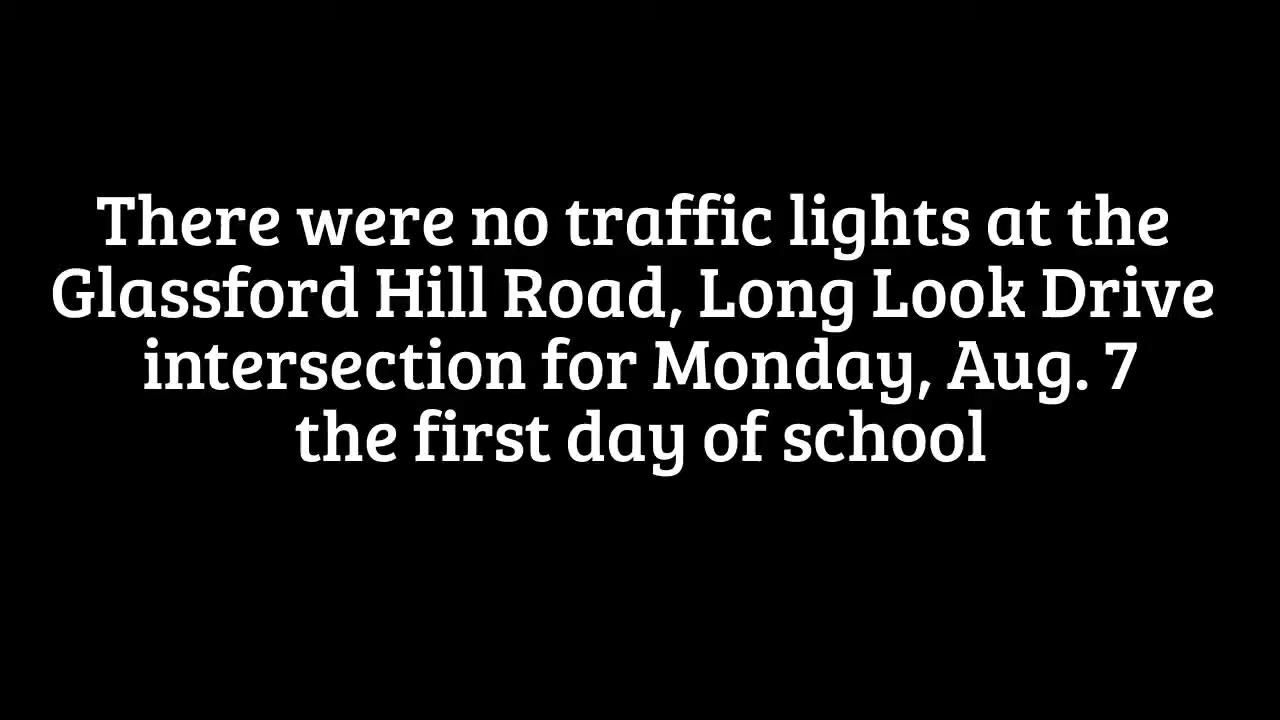 There were no traffic lights at the
Glassford Hill Road, Long Look Drive
intersection for Monday, Aug. 7
the first day of school